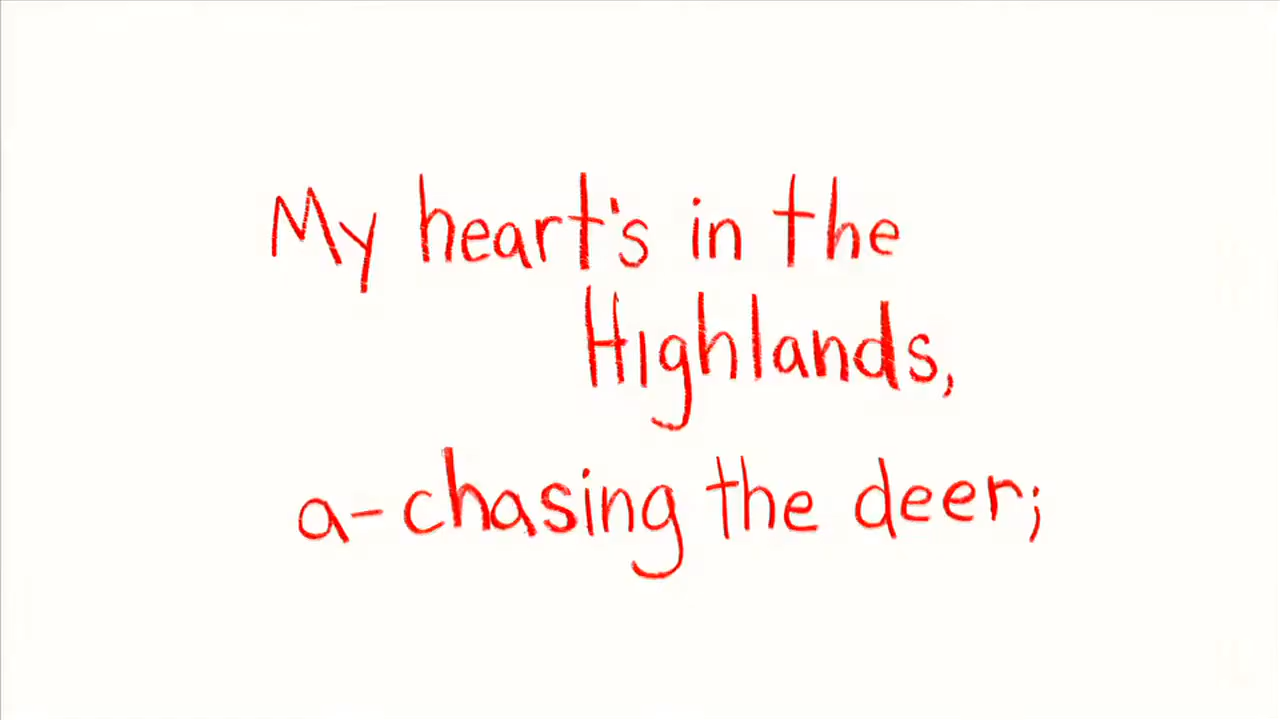 My heart's in the
Highlands,
a-chasing the deer;